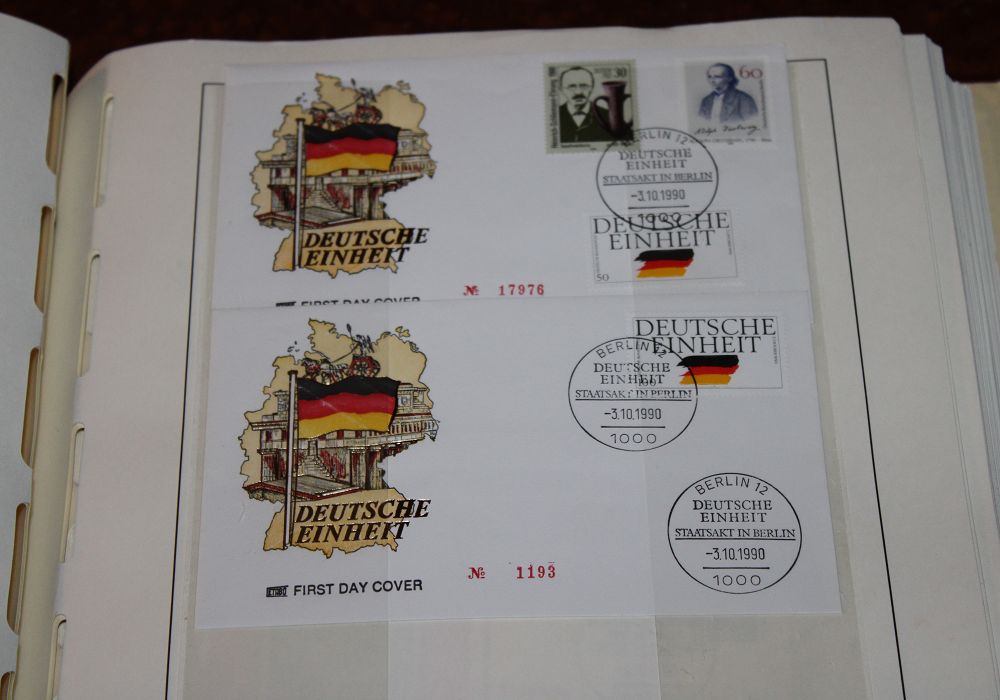 30
60
BERLIN 12
DEUTSCHE
EINHEIT
STAATSAKT IN BERLIN
-3.10.1990
1000
DEUTSCHE
EINHEIT
50
DEUTSCHE
EINHEIT
FIRST DAY COVER
№ 17976
DEUTSCHE
EINHEIT
100
BERLIN 12
DEUTSCHE
EINHEIT
STAATSAKT IN BERLIN
-3.10.1990
1000
BERLIN 12
DEUTSCHE
EINHEIT
STAATSAKT IN BERLIN
-3.10.1990
1000
DEUTSCHE
EINHEIT
FIRST DAY COVER
№ 1193